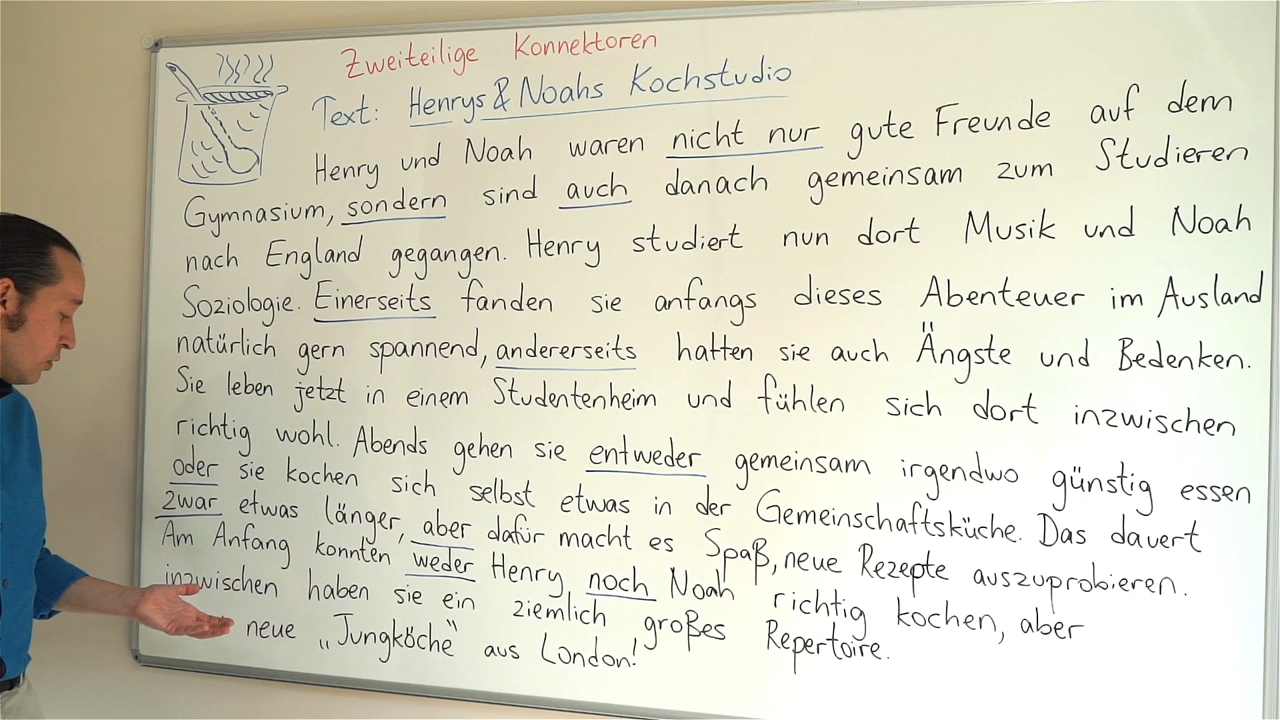 Zweiteilige Konnektoren
Text: Henrys & Noahs Kochstudio
Henry und Noah waren nicht nur gute Freunde auf dem
Gymnasium, sondern sind auch danach gemeinsam zum Studieren
nach England gegangen. Henry studiert nun dort Musik und Noah
Soziologie. Einerseits fanden sie anfangs dieses Abenteuer im Ausland
natürlich gern spannend, andererseits hatten sie auch Ängste und Bedenken.
Sie leben jetzt in einem Studentenheim und fühlen sich dort inzwischen
richtig wohl. Abends gehen sie entweder gemeinsam irgendwo günstig essen
oder sie kochen sich selbst etwas in der Gemeinschaftsküche. Das dauert
zwar etwas länger, aber dafür macht es Spaß, neue Rezepte auszuprobieren.
Am Anfang konnten weder Henry noch Noah richtig kochen, aber
inzwischen haben sie ein ziemlich großes Repertoire.
neue „Jungköche“ aus London!